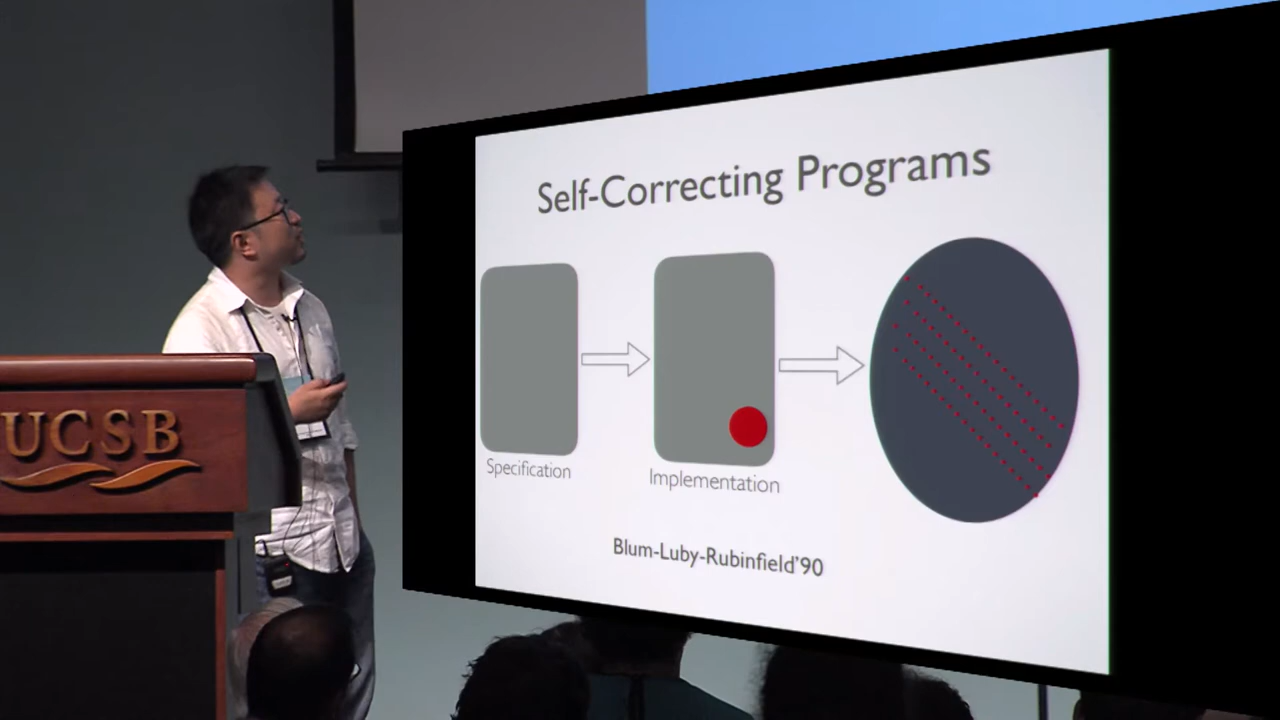 UCSB
Self-Correcting Programs
Specification
Implementation
Blum-Luby-Rubinfield'90